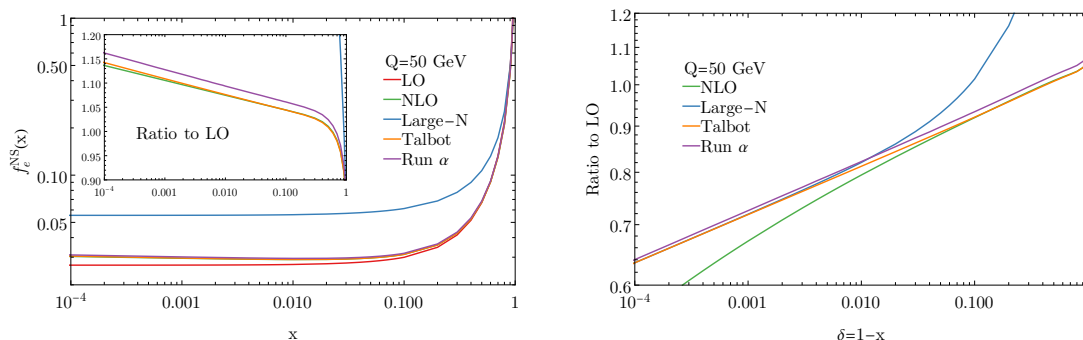 1
0.50
0.10
0.05
f_e^NS(x)
1.20
1.15
1.10
1.05
1.00
0.95
0.90
Ratio to LO
10⁻⁴ 0.001 0.010 0.100 1
Q=50 GeV
LO
NLO
Large-N
Talbot
Run α
10⁻⁴ 0.001 0.010 0.100 1
x
1.2
1.1
1.0
0.9
0.8
0.7
0.6
Ratio to LO
Q=50 GeV
NLO
Large-N
Talbot
Run α
10⁻⁴ 0.001 0.010 0.100
δ=1-x